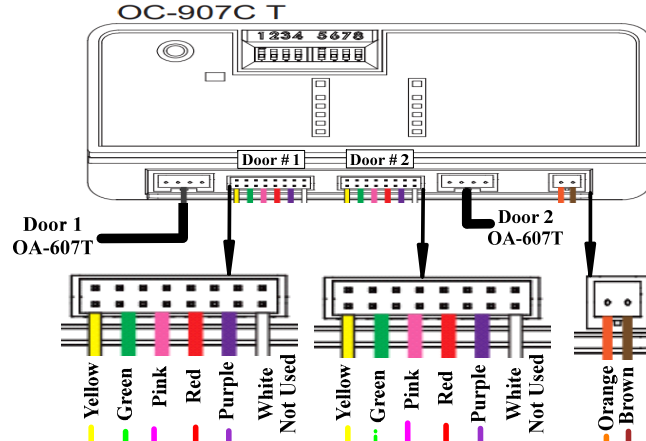 OC-907C T
1234 5678
Door # 1
Door # 2
Door 1
OA-607T
Door 2
OA-607T
Yellow
Green
Pink
Red
Purple
White
Not Used
Yellow
Green
Pink
Red
Purple
White
Not Used
Orange
Brown